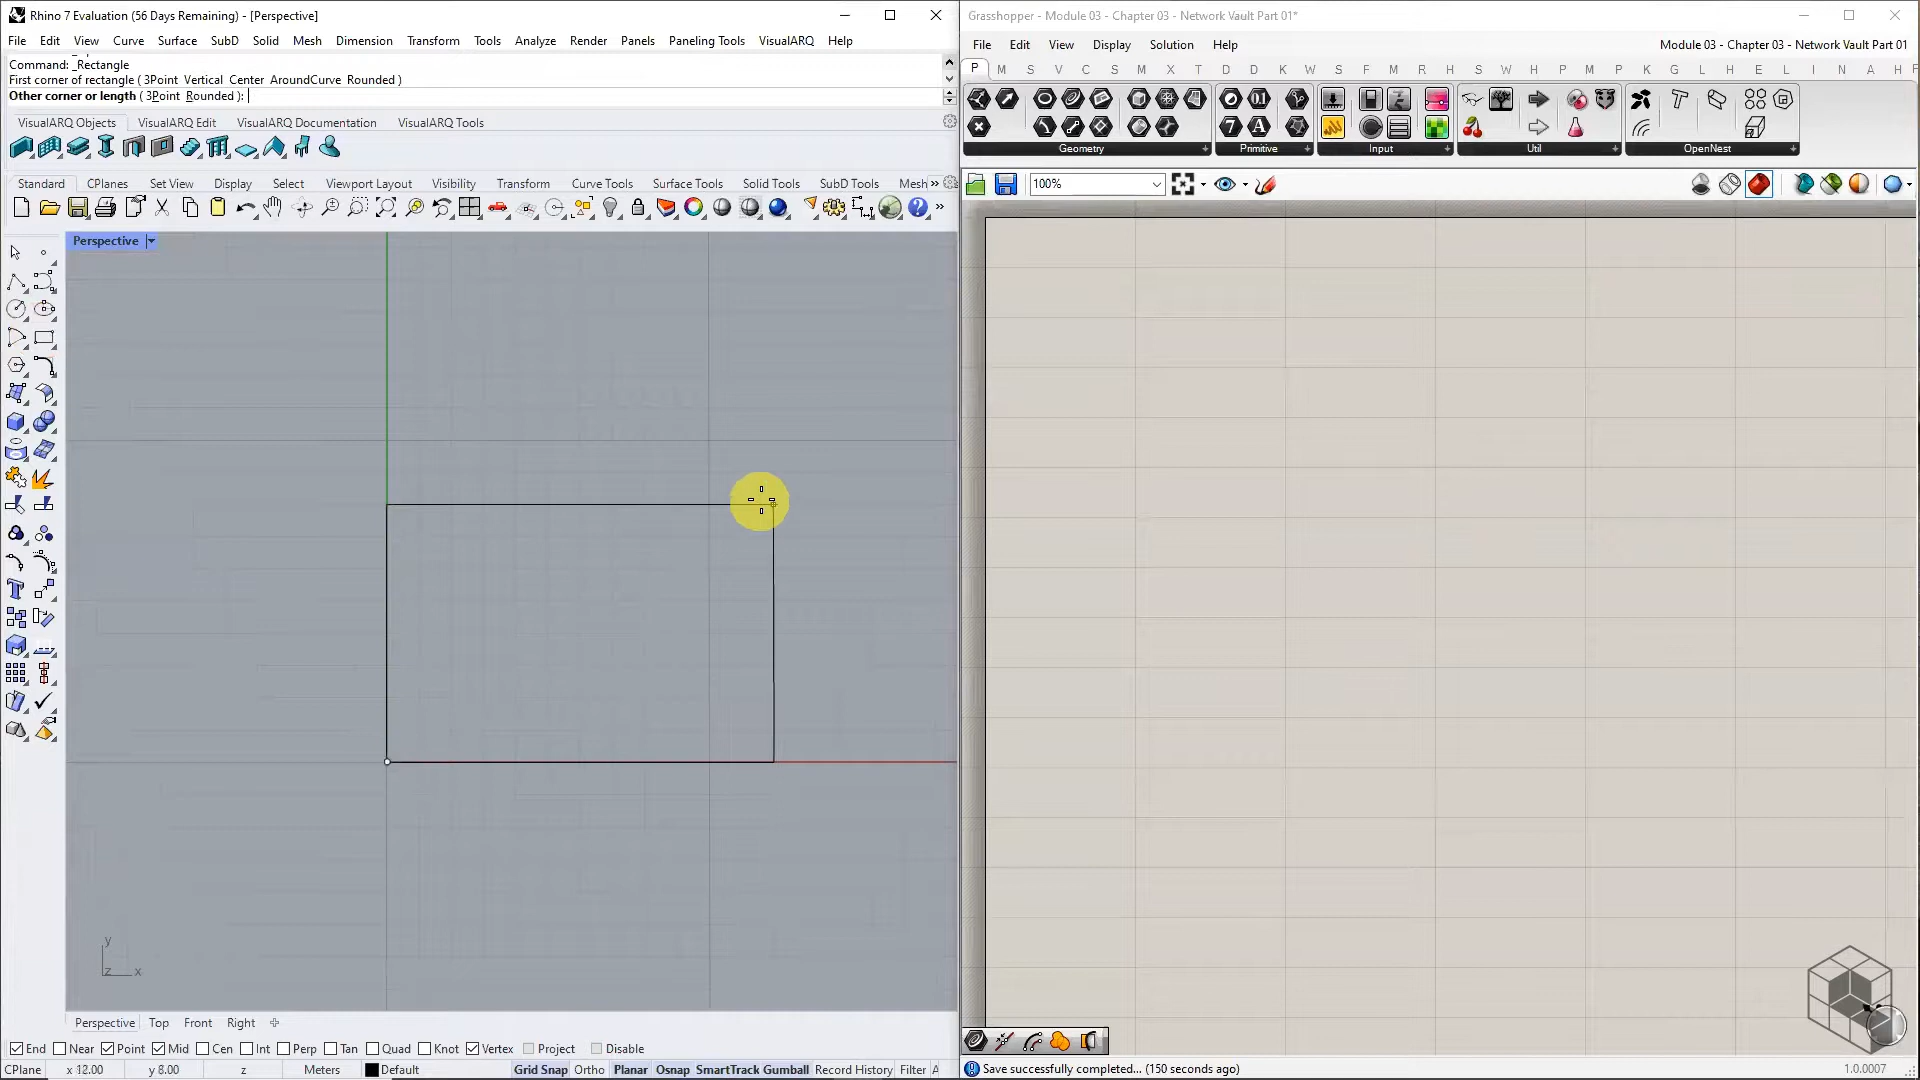 Rhino 7 Evaluation (56 Days Remaining) - [Perspective]
File Edit View Curve Surface SubD Solid Mesh Dimension Transform Tools Analyze Render Panels Paneling Tools VisualARQ Help
Command: _Rectangle
First corner of rectangle ( 3Point Vertical Center AroundCurve Rounded )
Other corner or length ( 3Point Rounded ):
VisualARQ Objects VisualARQ Edit VisualARQ Documentation VisualARQ Tools
Standard CPlanes Set View Display Select Viewport Layout Visibility Transform Curve Tools Surface Tools Solid Tools SubD Tools Mesh »
Perspective
y
z x
Perspective Top Front Right
End Near Point Mid Cen Int Perp Tan Quad Knot Vertex Project Disable
CPlane x 12.00 y 8.00 z Meters Default Grid Snap Ortho Planar Osnap SmartTrack Gumball Record History Filter A
Grasshopper - Module 03 - Chapter 03 - Network Vault Part 01*
File Edit View Display Solution Help Module 03 - Chapter 03 - Network Vault Part 01
P M S V C S M X T D D K W S W H P M F M R P B L E L I N A H F
Geometry Primitive Input Util OpenNest
100%
Save successfully completed... (150 seconds ago) 1.0.0007